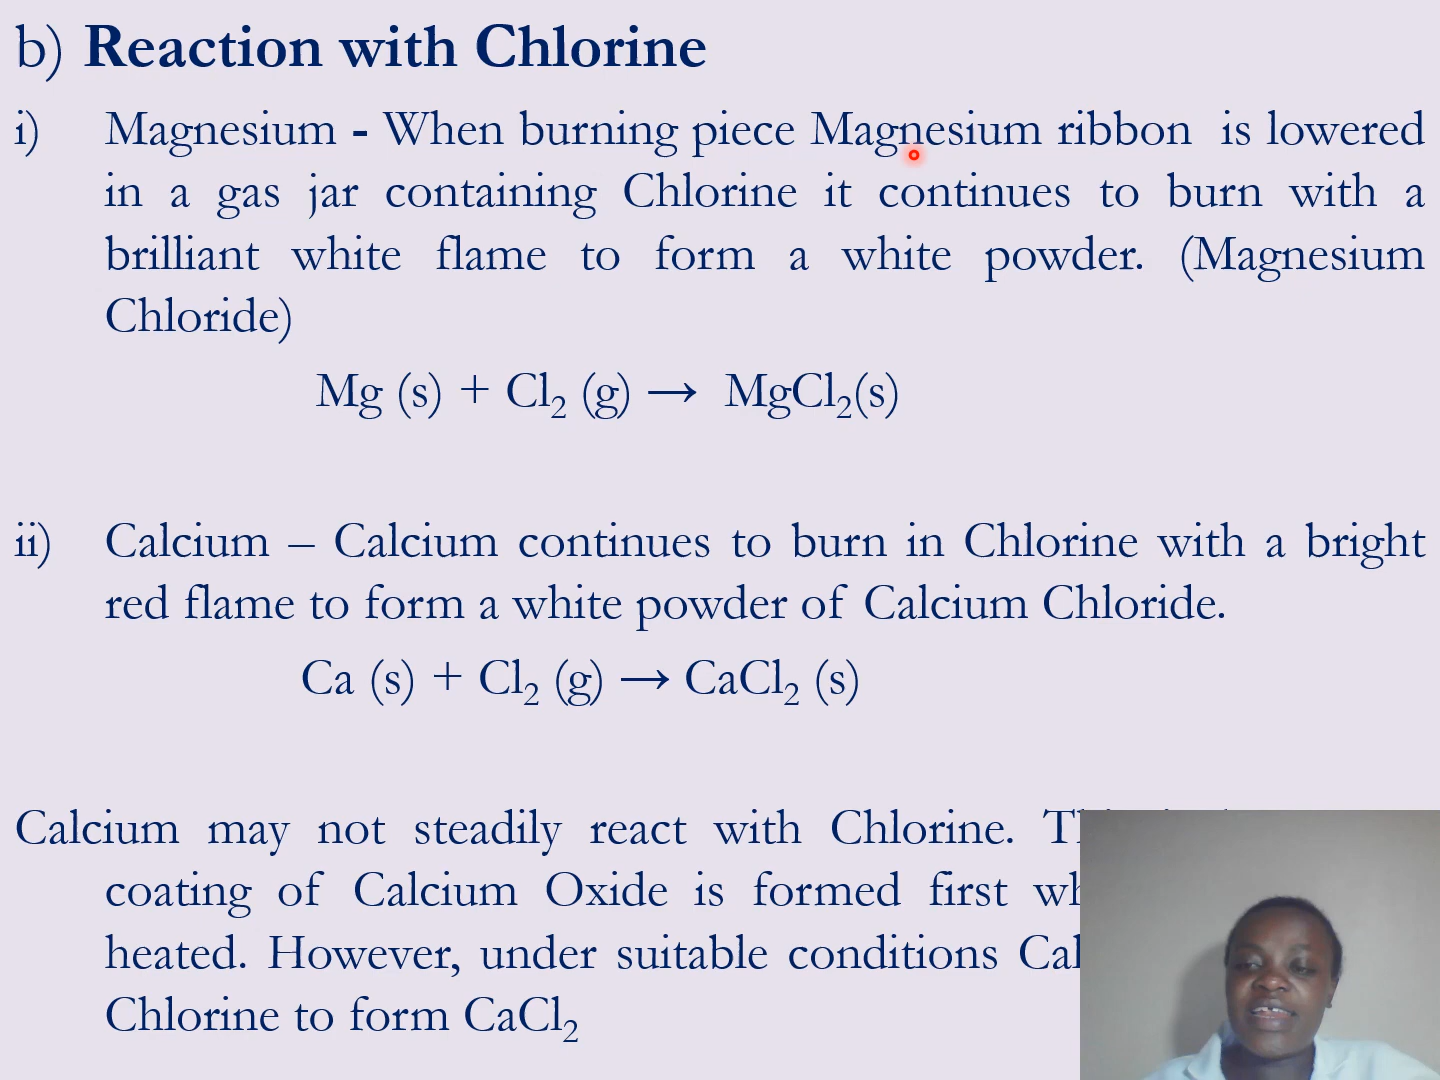 b) Reaction with Chlorine
i) Magnesium - When burning piece Magnesium ribbon is lowered
in a gas jar containing Chlorine it continues to burn with a
brilliant white flame to form a white powder. (Magnesium
Chloride)
Mg (s) + Cl₂ (g) → MgCl₂(s)
ii) Calcium – Calcium continues to burn in Chlorine with a bright
red flame to form a white powder of Calcium Chloride.
Ca (s) + Cl₂ (g) → CaCl₂ (s)
Calcium may not steadily react with Chlorine.
coating of Calcium Oxide is formed first
heated. However, under suitable conditions
Chlorine to form CaCl₂